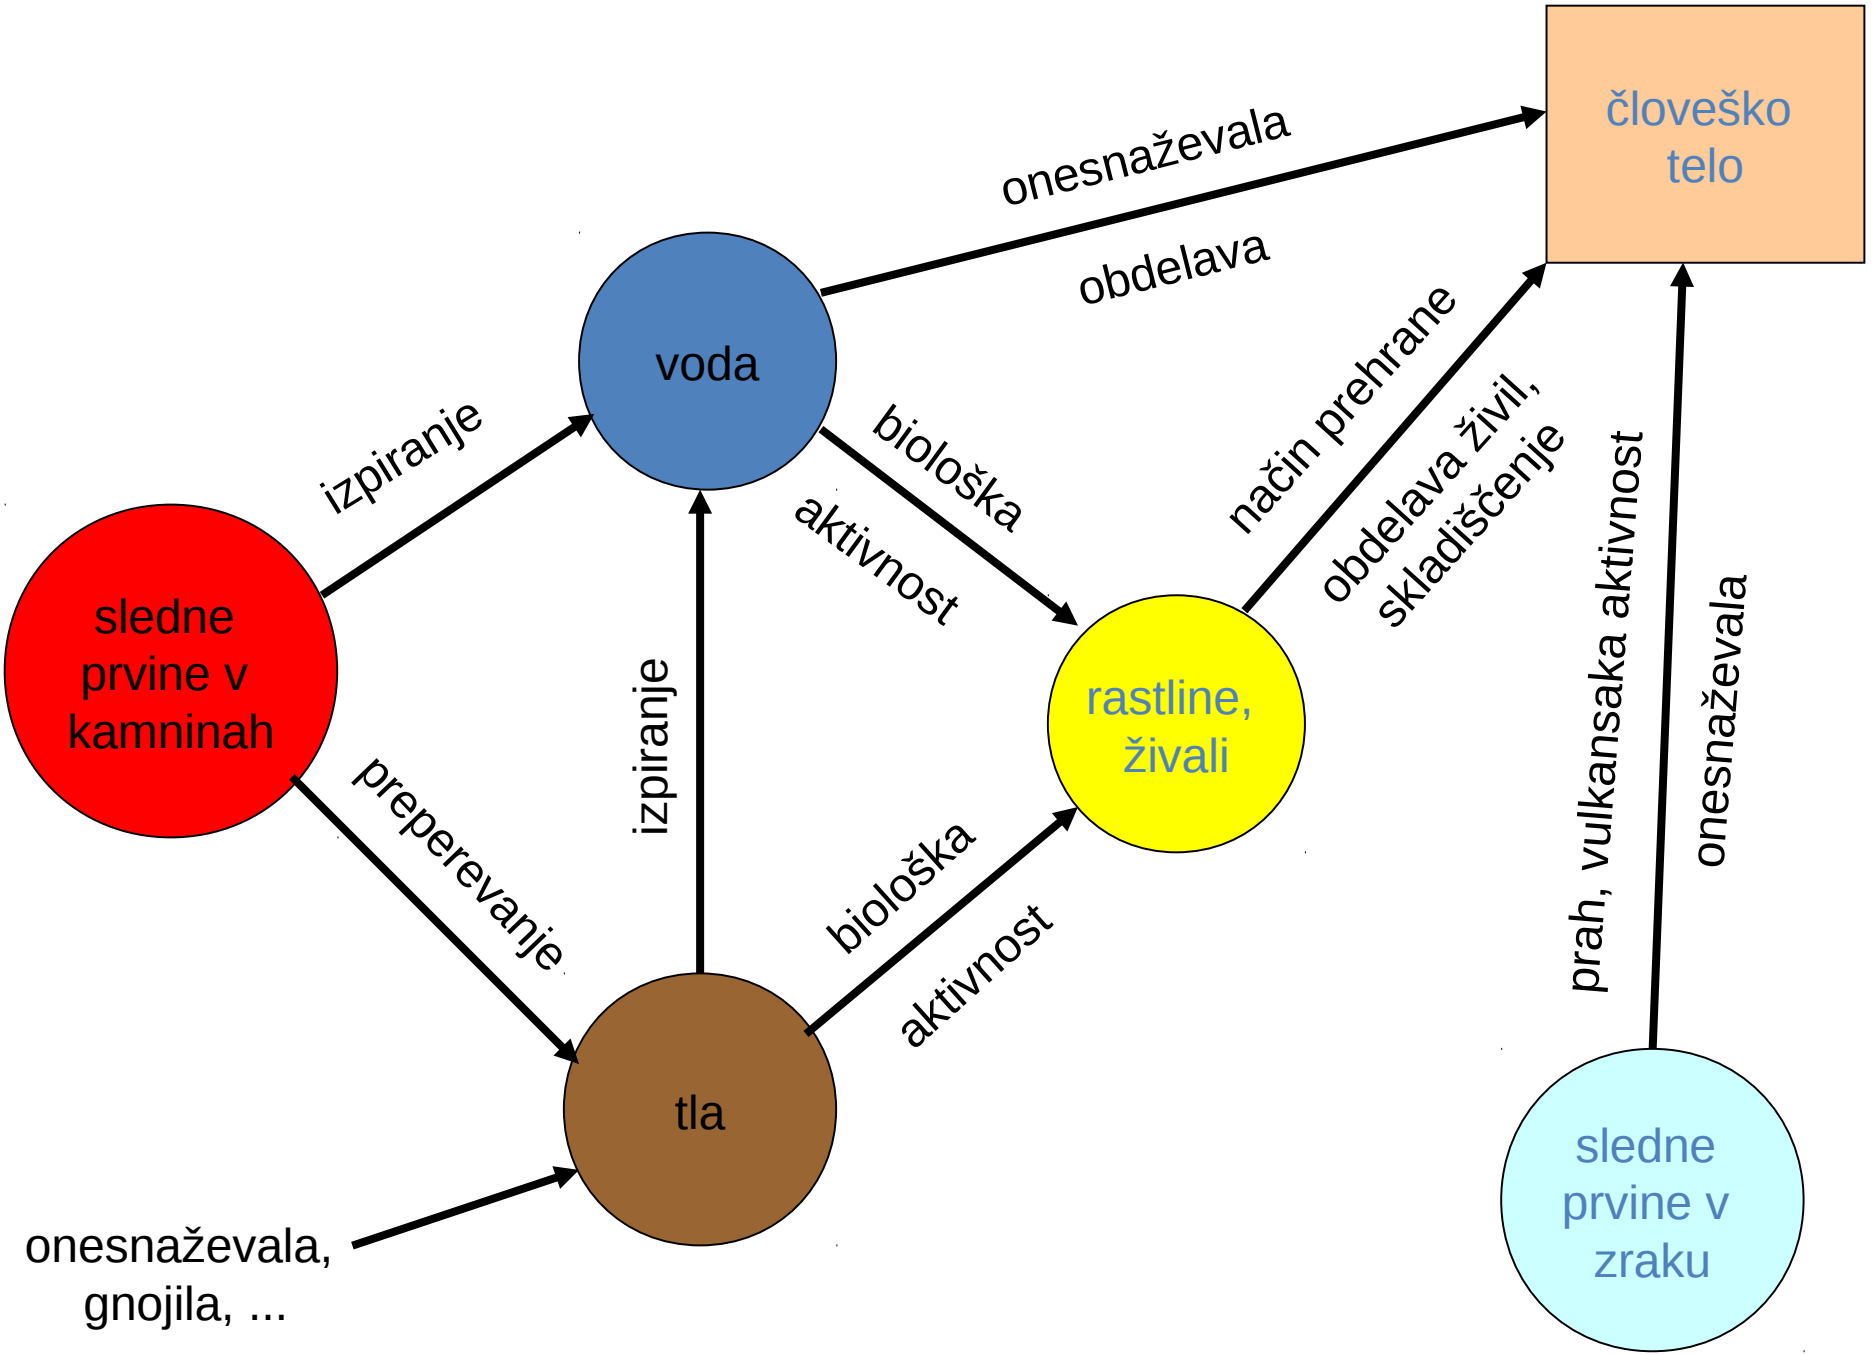 človeško
telo
onesnaževala
obdelava
voda
izpiranje
biološka
aktivnost
način prehrane
obdelava živil,
skladiščenje
prah, vulkansaka aktivnost
onesnaževala
sledne
prvine v
kamninah
izpiranje
rastline,
živali
preperevanje
biološka
aktivnost
tla
sledne
prvine v
zraku
onesnaževala,
gnojila, ...